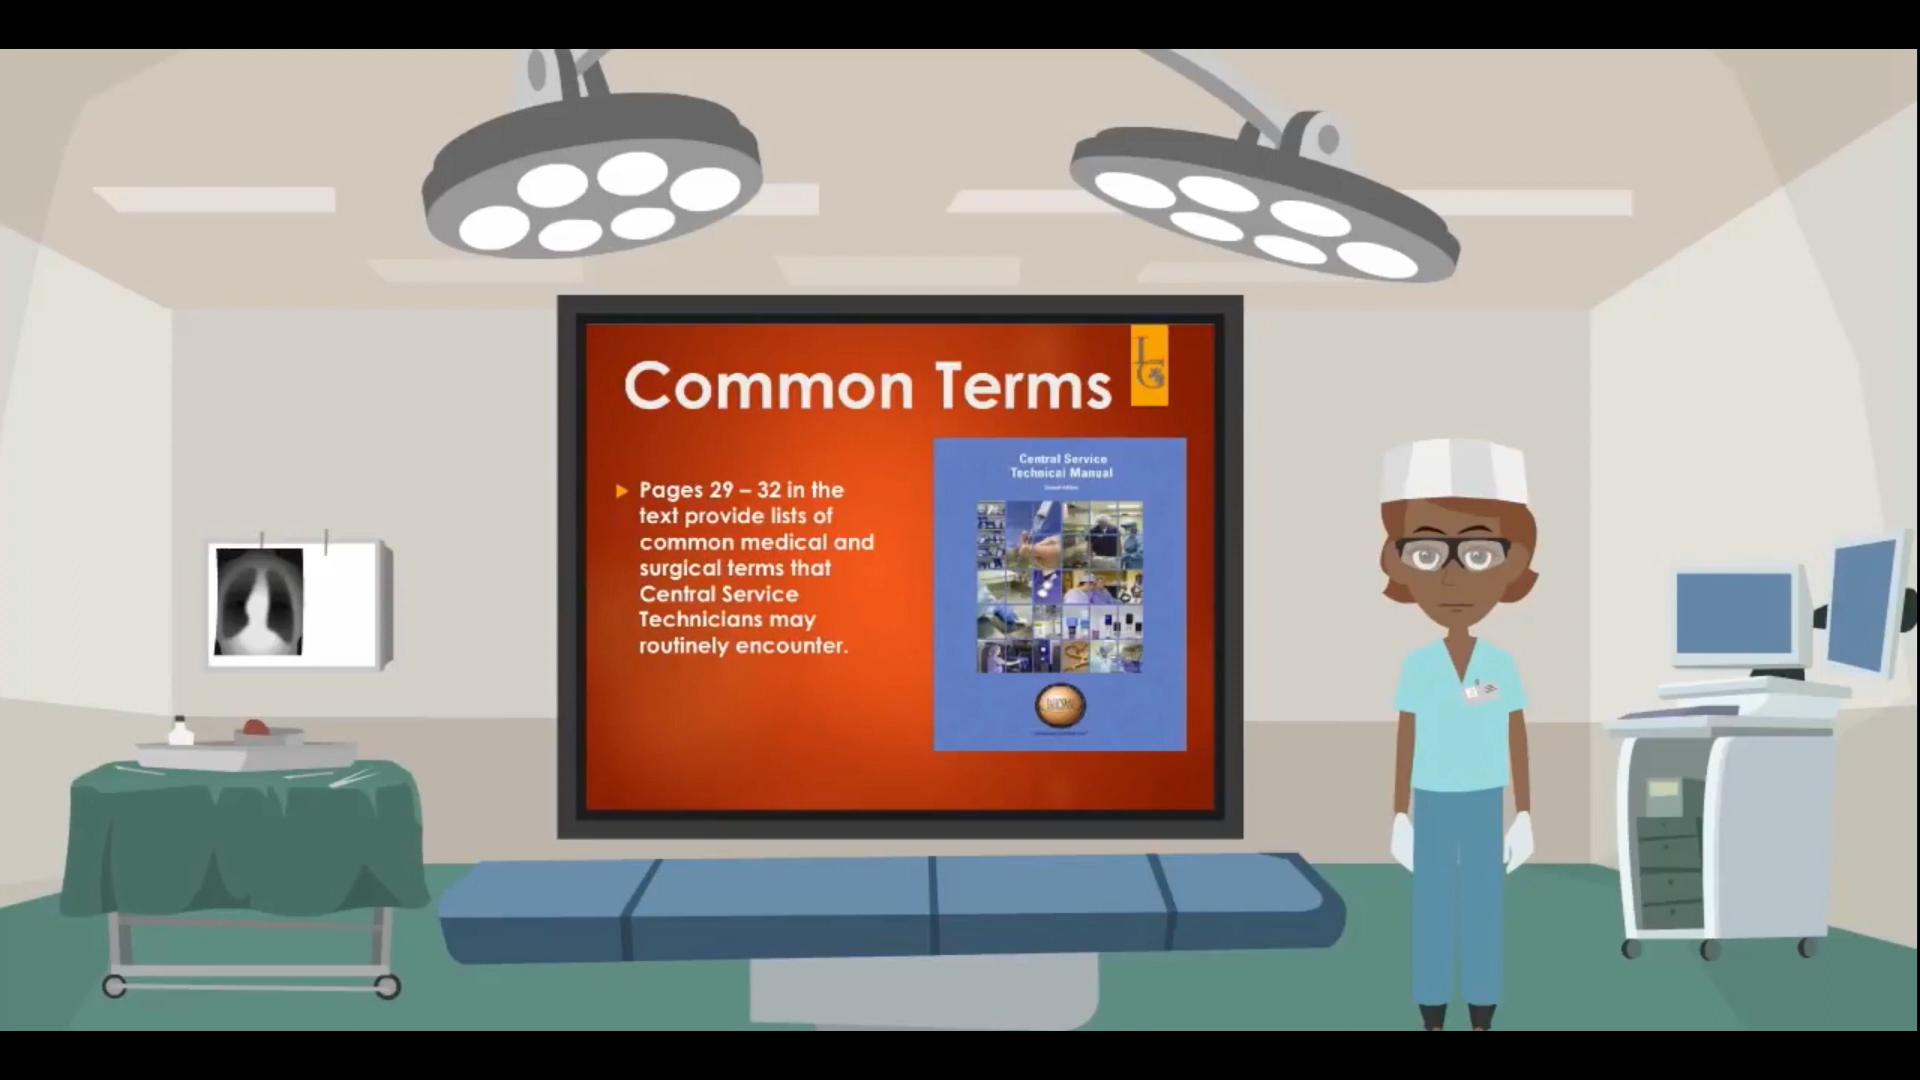 Common Terms
LG
Pages 29 – 32 in the
text provide lists of
common medical and
surgical terms that
Central Service
Technicians may
routinely encounter.
Central Service
Technical Manual